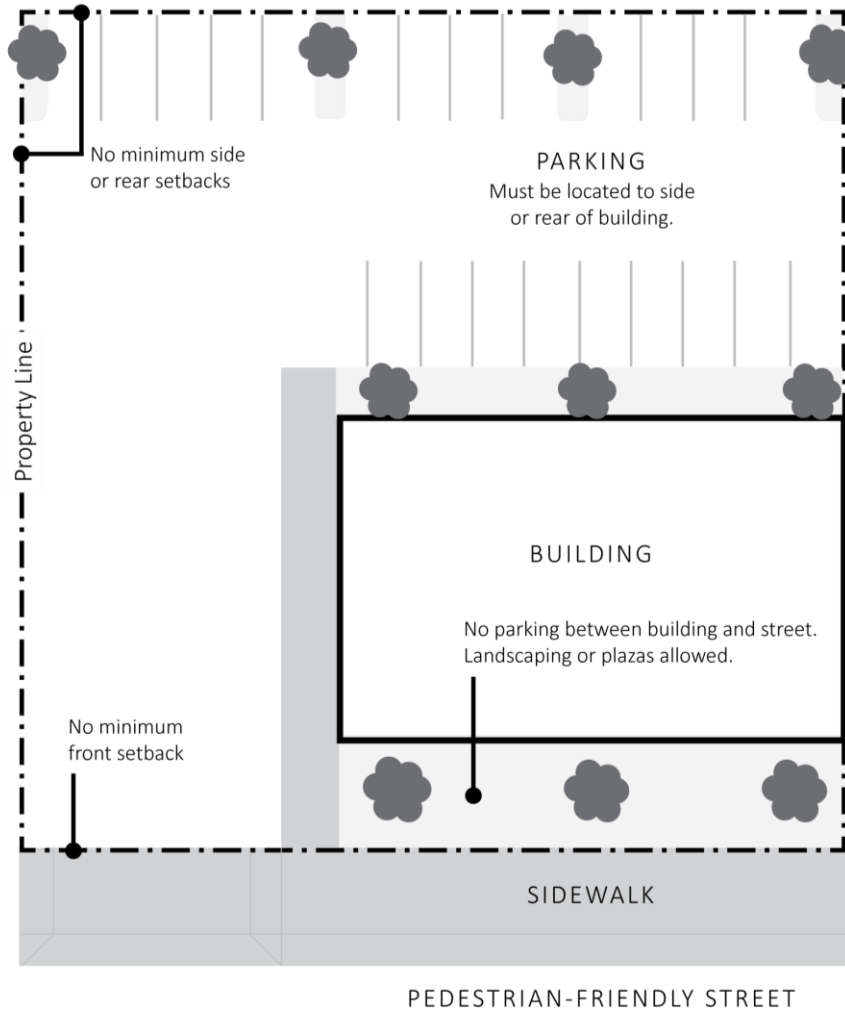 No minimum side
or rear setbacks
PARKING
Must be located to side
or rear of building.
Property Line
BUILDING
No parking between building and street.
Landscaping or plazas allowed.
No minimum
front setback
SIDEWALK
PEDESTRIAN-FRIENDLY STREET